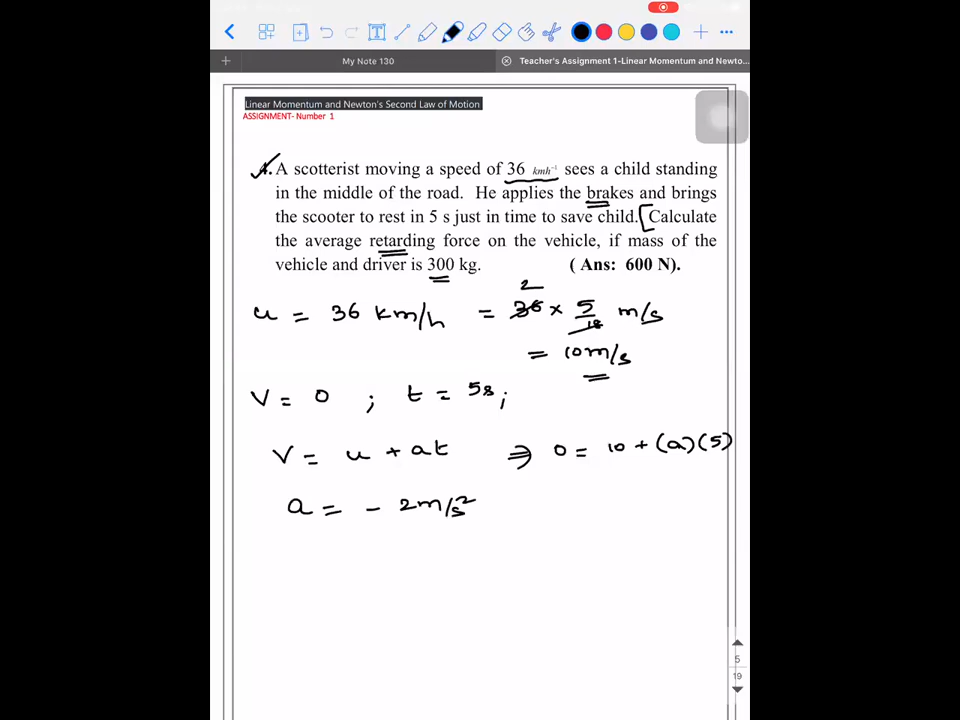 My Note 130
Teacher's Assignment 1-Linear Momentum and Newto...
Linear Momentum and Newton's Second Law of Motion
ASSIGNMENT- Number 1
A scotterist moving a speed of 36 kmh⁻¹ sees a child standing
in the middle of the road. He applies the brakes and brings
the scooter to rest in 5 s just in time to save child. Calculate
the average retarding force on the vehicle, if mass of the
vehicle and driver is 300 kg. ( Ans: 600 N).
2
u = 36 km/h = 36 × 5/18 m/s
= 10 m/s
V = 0 ; t = 5s;
V = u + at ⇒ 0 = 10 + (a)(5)
a = - 2m/s²
5
19